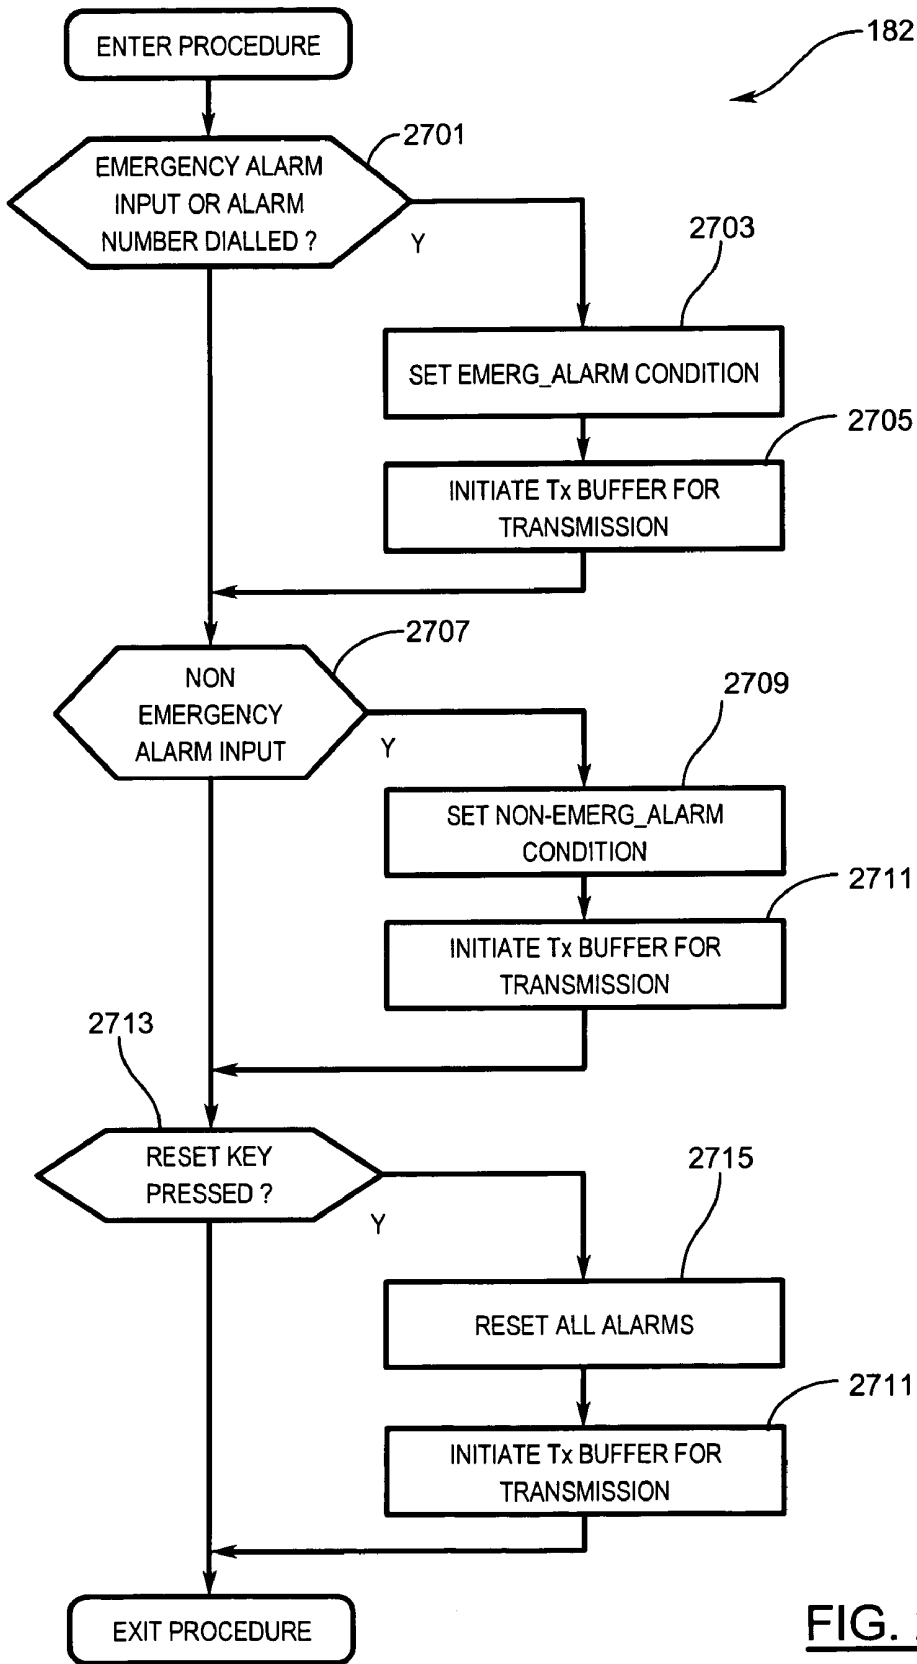 ENTER PROCEDURE
182
2701
EMERGENCY ALARM
INPUT OR ALARM
NUMBER DIALLED ?
Y
2703
SET EMERG_ALARM CONDITION
2705
INITIATE Tx BUFFER FOR
TRANSMISSION
2707
NON
EMERGENCY
ALARM INPUT
Y
2709
SET NON-EMERG_ALARM
CONDITION
2711
INITIATE Tx BUFFER FOR
TRANSMISSION
2713
RESET KEY
PRESSED ?
Y
2715
RESET ALL ALARMS
2711
INITIATE Tx BUFFER FOR
TRANSMISSION
EXIT PROCEDURE
FIG.